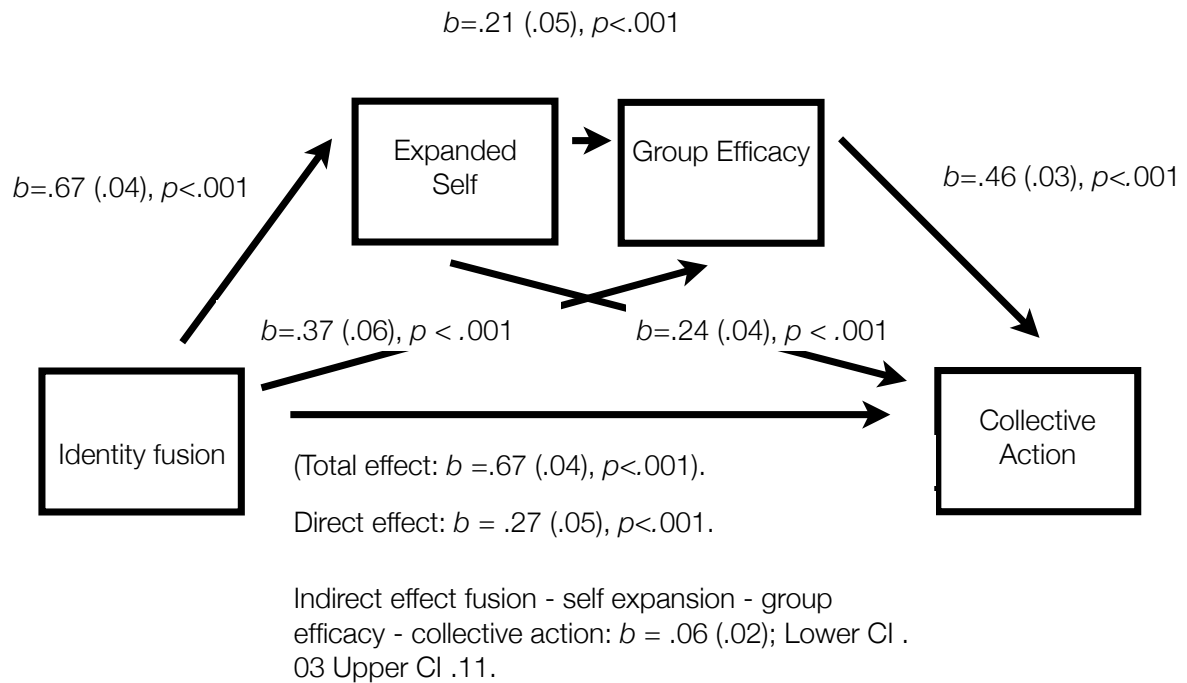 b=.21 (.05), p<.001
Expanded
Self
Group Efficacy
b=.67 (.04), p<.001
b=.46 (.03), p<.001
b=.37 (.06), p < .001
b=.24 (.04), p < .001
Identity fusion
Collective
Action
(Total effect: b =.67 (.04), p<.001).
Direct effect: b = .27 (.05), p<.001.
Indirect effect fusion - self expansion - group
efficacy - collective action: b = .06 (.02); Lower CI .
03 Upper CI .11.